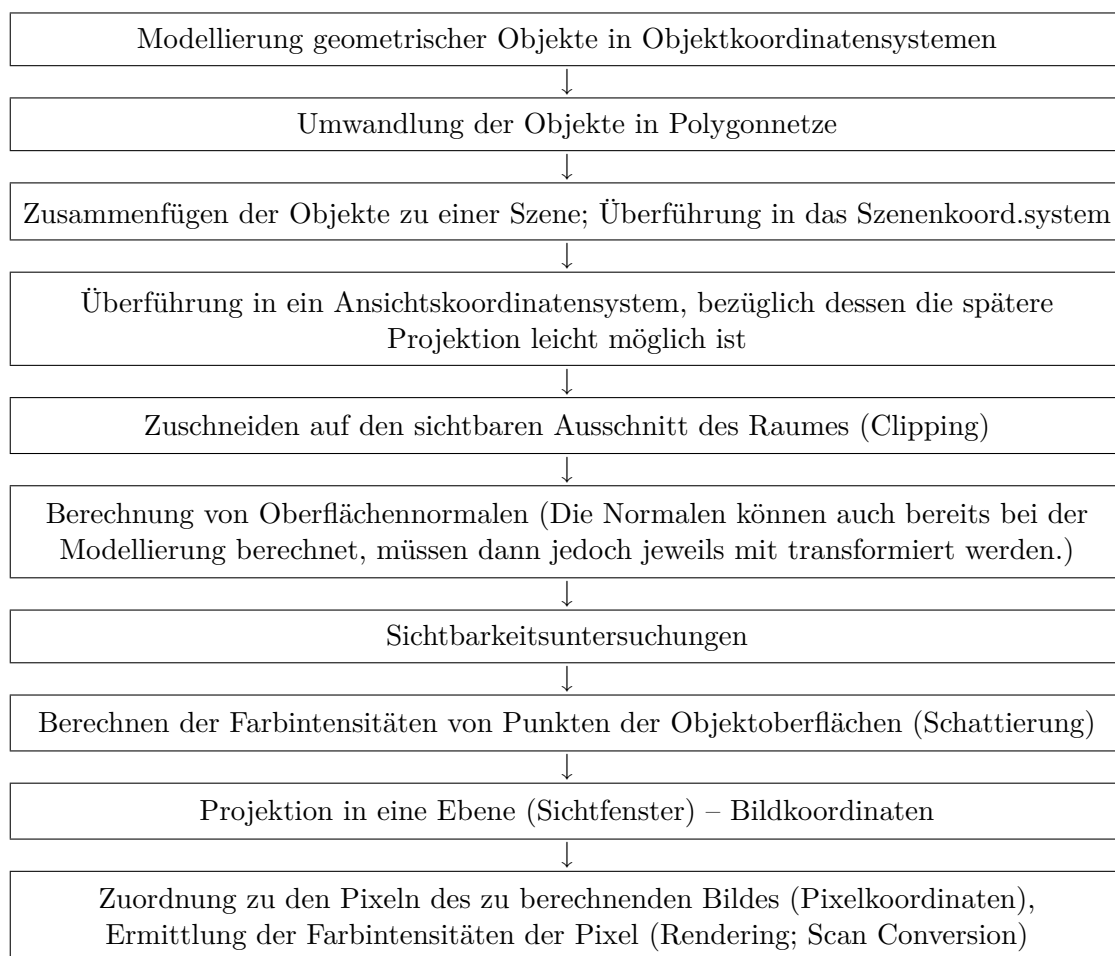 Modellierung geometrischer Objekte in Objektkoordinatensystemen
↓
Umwandlung der Objekte in Polygonnetze
↓
Zusammenfügen der Objekte zu einer Szene; Überführung in das Szenenkoord.system
↓
Überführung in ein Ansichtskoordinatensystem, bezüglich dessen die spätere
Projektion leicht möglich ist
↓
Zuschneiden auf den sichtbaren Ausschnitt des Raumes (Clipping)
↓
Berechnung von Oberflächennormalen (Die Normalen können auch bereits bei der
Modellierung berechnet, müssen dann jedoch jeweils mit transformiert werden.)
↓
Sichtbarkeitsuntersuchungen
↓
Berechnen der Farbintensitäten von Punkten der Objektoberflächen (Schattierung)
↓
Projektion in eine Ebene (Sichtfenster) – Bildkoordinaten
↓
Zuordnung zu den Pixeln des zu berechnenden Bildes (Pixelkoordinaten),
Ermittlung der Farbintensitäten der Pixel (Rendering; Scan Conversion)